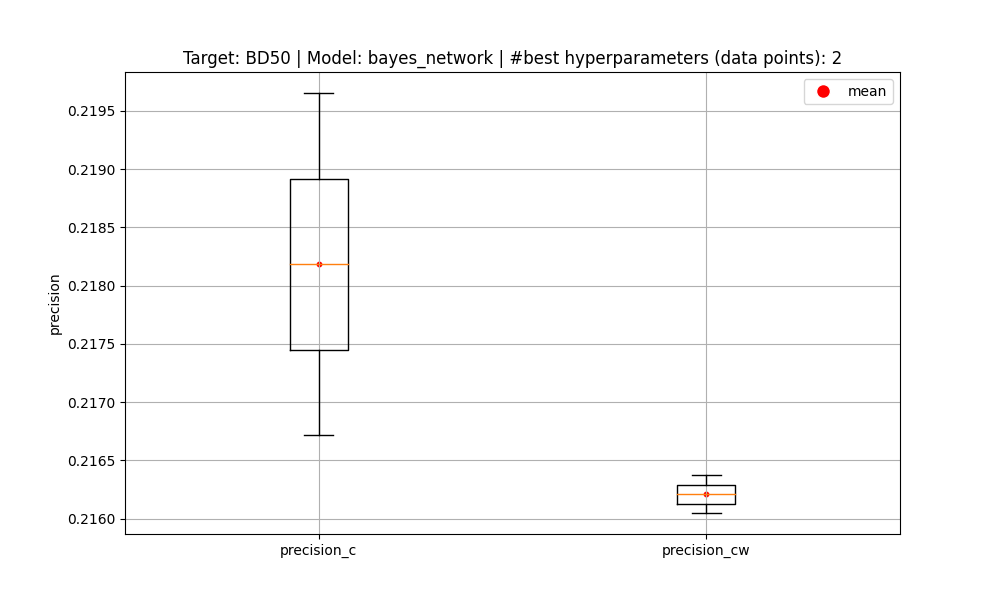 Target: BD50 | Model: bayes_network | #best hyperparameters (data points): 2
mean
0.2195
0.2190
0.2185
0.2180
0.2175
0.2170
0.2165
0.2160
precision
precision_c
precision_cw